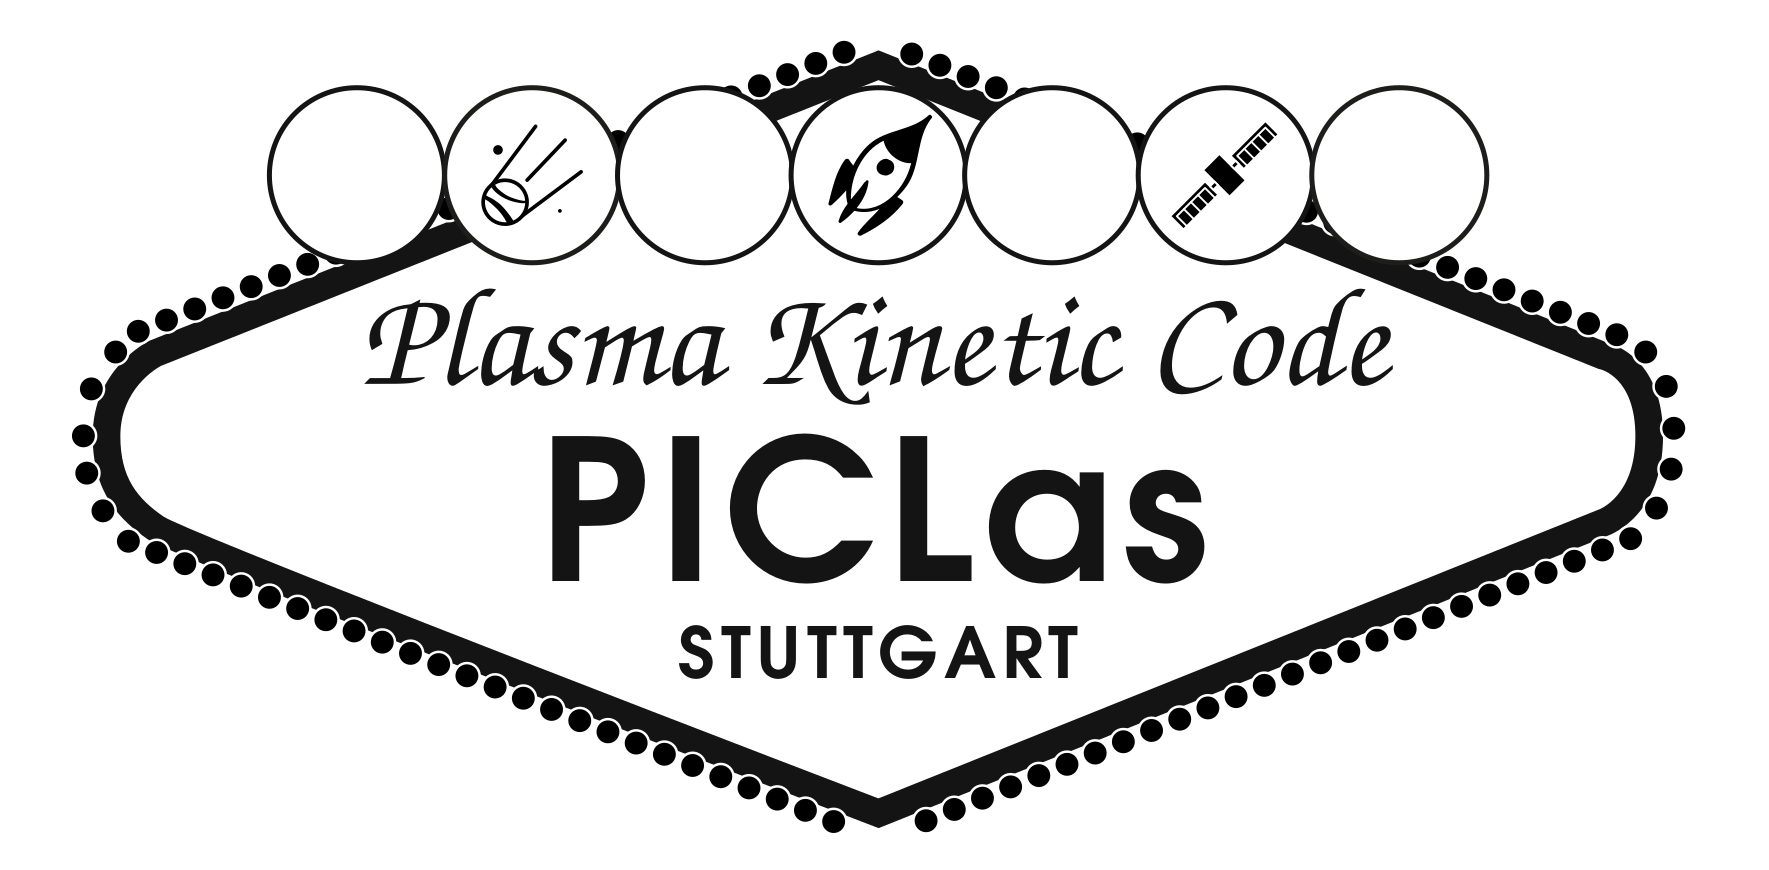 Plasma Kinetic Code
PICLas
STUTTGART